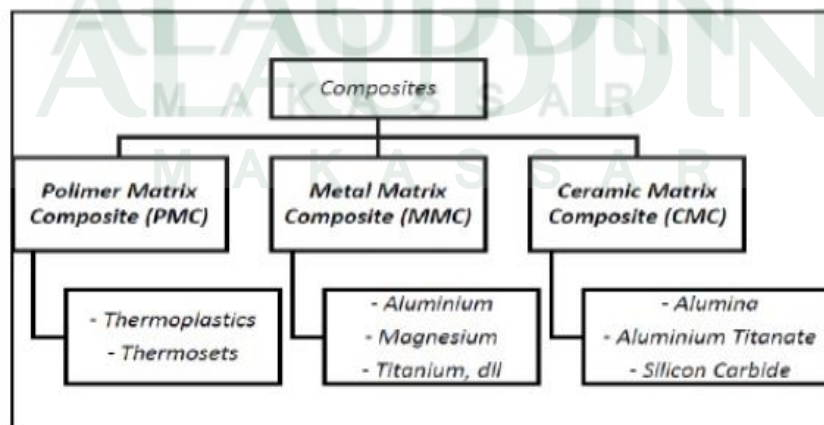 ALAUDDIN
ALAUDDIN
MAKASSAR
MAKASSAR
Composites
Polimer Matrix
Composite (PMC)
Metal Matrix
Composite (MMC)
Ceramic Matrix
Composite (CMC)
- Thermoplastics
- Thermosets
- Aluminium
- Magnesium
- Titanium, dll
- Alumina
- Aluminium Titanate
- Silicon Carbide